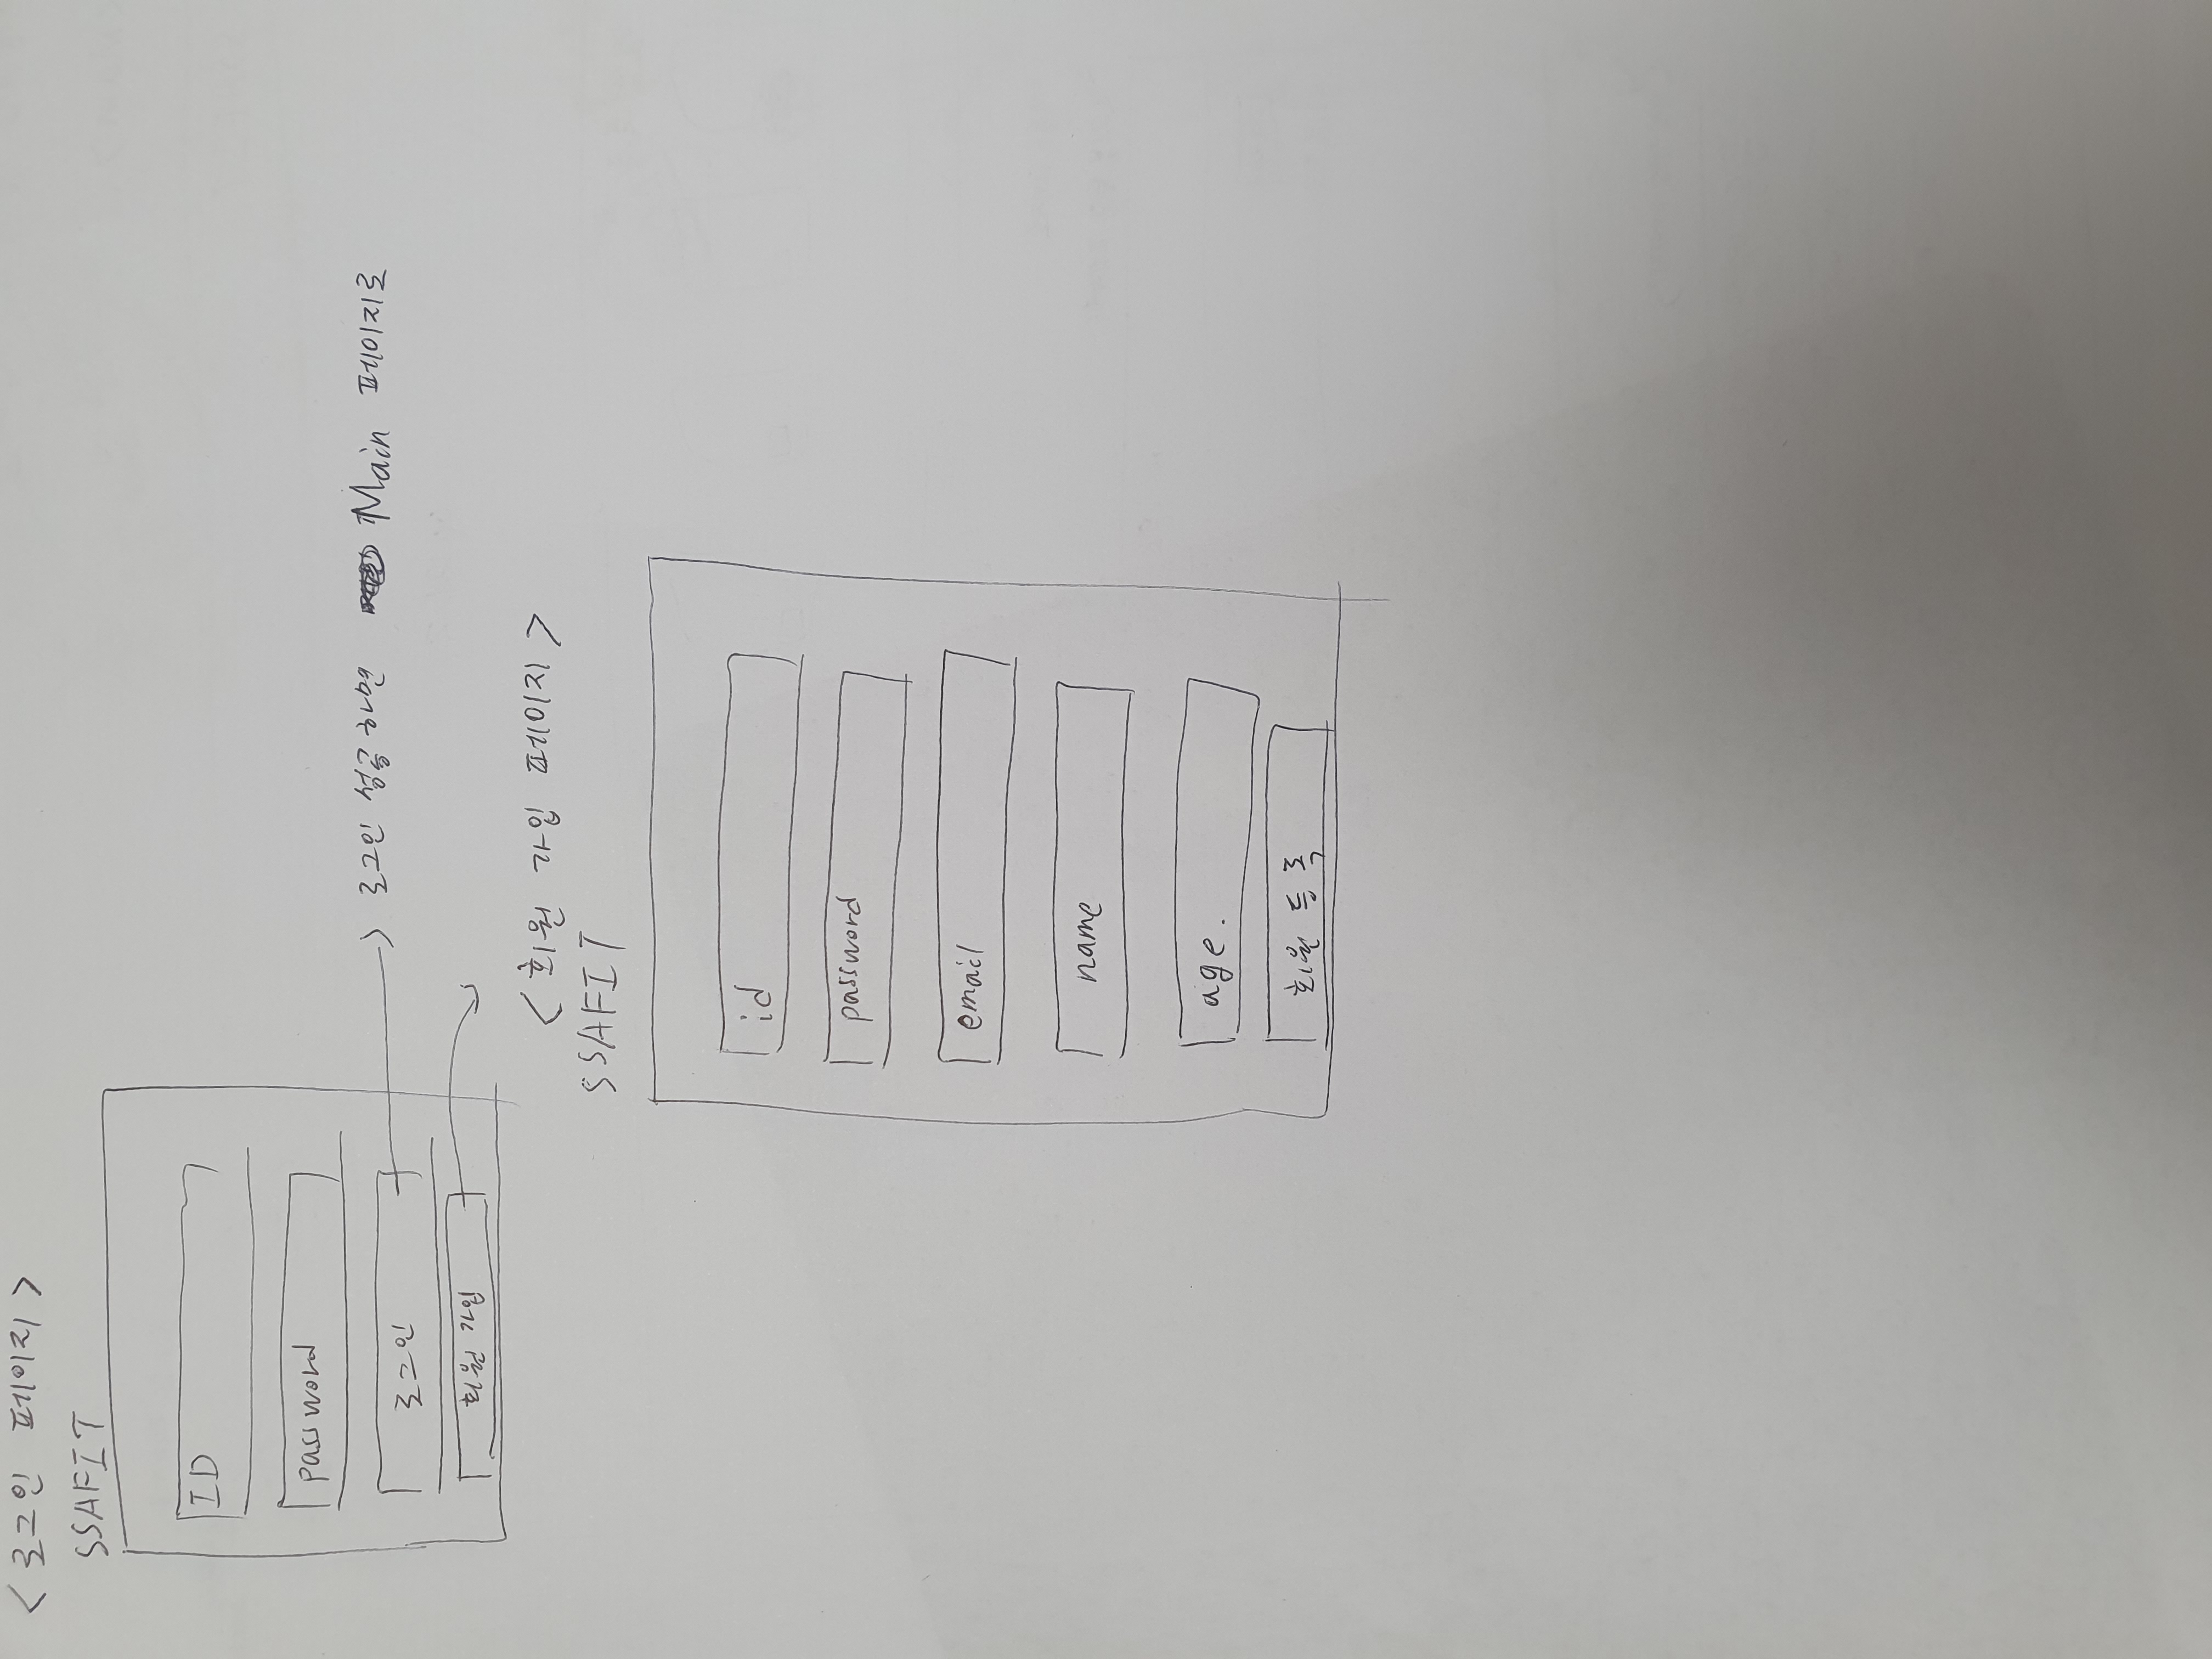 < 로그인 페이지 >
SSAFIT
ID
password
로그인
로그인 성공하면 Main 페이지로
회원 가입
< 회원 가입 페이지 >
SSAFIT
id
password
email
name
age.
회원 등록